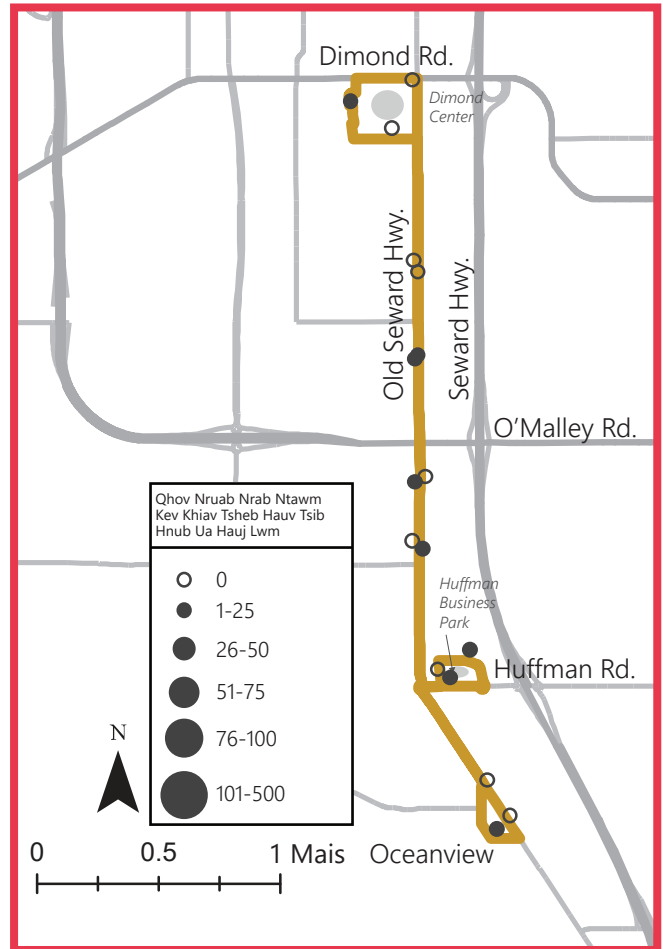 Dimond Rd.
Dimond
Center
Old Seward Hwy.
Seward Hwy.
O'Malley Rd.
Qhov Nruab Nrab Ntawm
Kev Khiav Tsheb Hauv Tsib
Hnub Ua Hauj Lwm
0
1-25
26-50
51-75
76-100
101-500
Huffman
Business
Park
Huffman Rd.
N
0 0.5 1 Mais
Oceanview